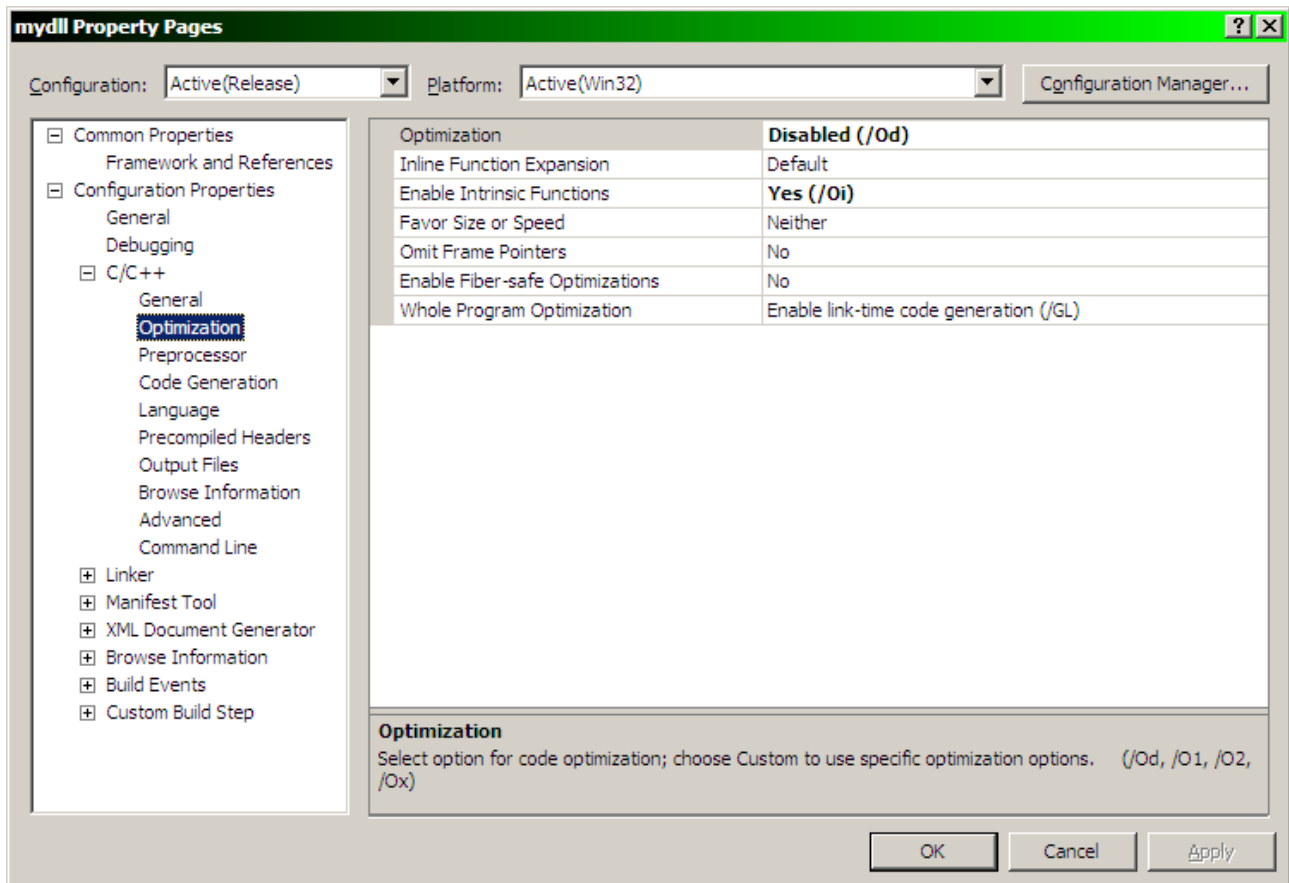 mydll Property Pages
Configuration: Active(Release) Platform: Active(Win32) Configuration Manager...
Common Properties
Framework and References
Configuration Properties
General
Debugging
C/C++
General
Optimization
Preprocessor
Code Generation
Language
Precompiled Headers
Output Files
Browse Information
Advanced
Command Line
Linker
Manifest Tool
XML Document Generator
Browse Information
Build Events
Custom Build Step
Optimization Disabled (/Od)
Inline Function Expansion Default
Enable Intrinsic Functions Yes (/Oi)
Favor Size or Speed Neither
Omit Frame Pointers No
Enable Fiber-safe Optimizations No
Whole Program Optimization Enable link-time code generation (/GL)
Optimization
Select option for code optimization; choose Custom to use specific optimization options. (/Od, /O1, /O2,
/Ox)
OK Cancel Apply